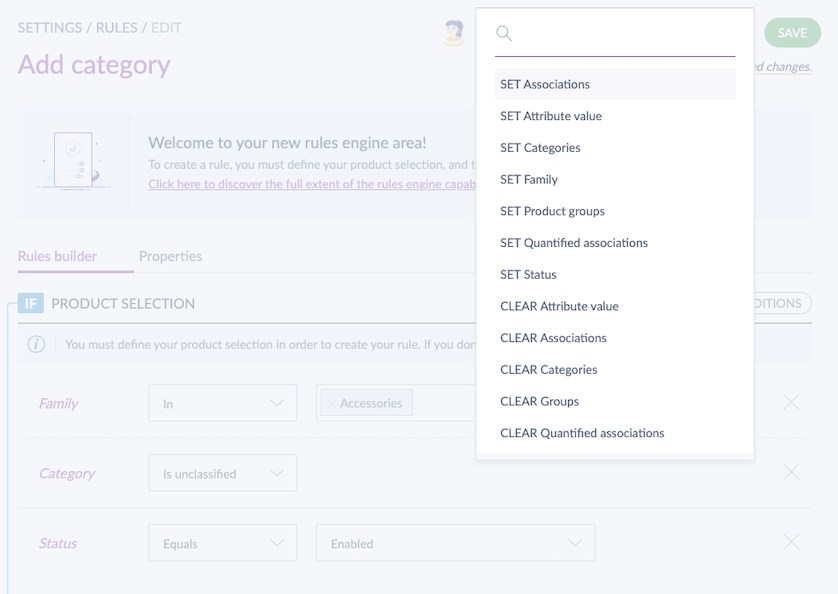 SETTINGS / RULES / EDIT
SAVE
Add category
ed changes.
Welcome to your new rules engine area!
To create a rule, you must define your product selection, and t
Click here to discover the full extent of the rules engine capab
Rules builder
Properties
IF PRODUCT SELECTION
DITIONS
You must define your product selection in order to create your rule. If you don
Family
In
Accessories
Category
Is unclassified
Status
Equals
Enabled
SET Associations
SET Attribute value
SET Categories
SET Family
SET Product groups
SET Quantified associations
SET Status
CLEAR Attribute value
CLEAR Associations
CLEAR Categories
CLEAR Groups
CLEAR Quantified associations